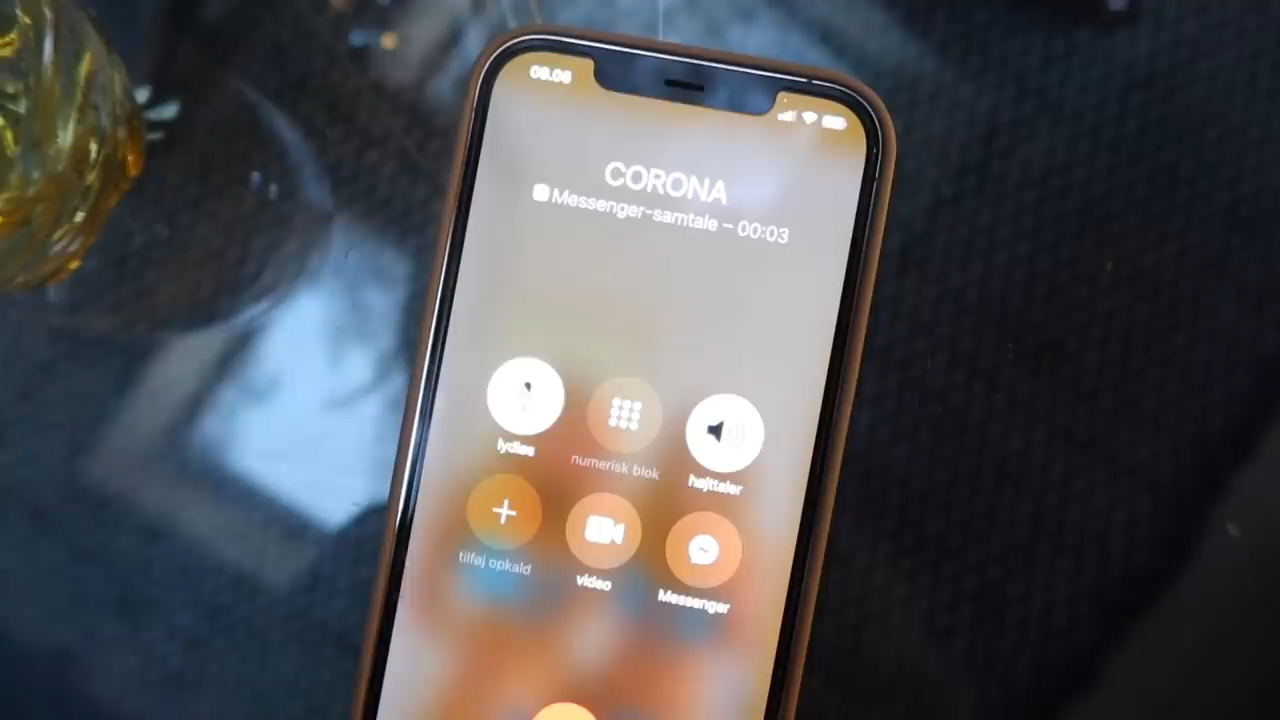 08.08
CORONA
Messenger-samtale – 00:03
lydløs
numerisk blok
højttaler
tilføj opkald
video
Messenger